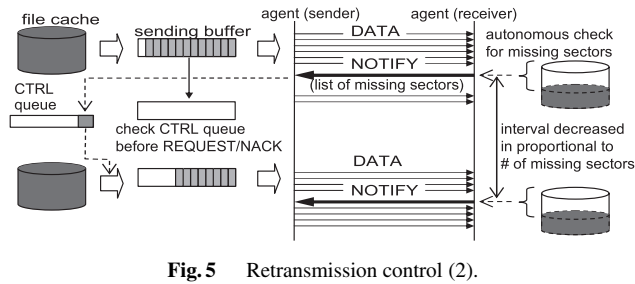 file cache
sending buffer
agent (sender)
agent (receiver)
DATA
autonomous check
for missing sectors
NOTIFY
(list of missing sectors)
CTRL
queue
check CTRL queue
before REQUEST/NACK
interval decreased
in proportional to
# of missing sectors
DATA
NOTIFY
Fig. 5 Retransmission control (2).